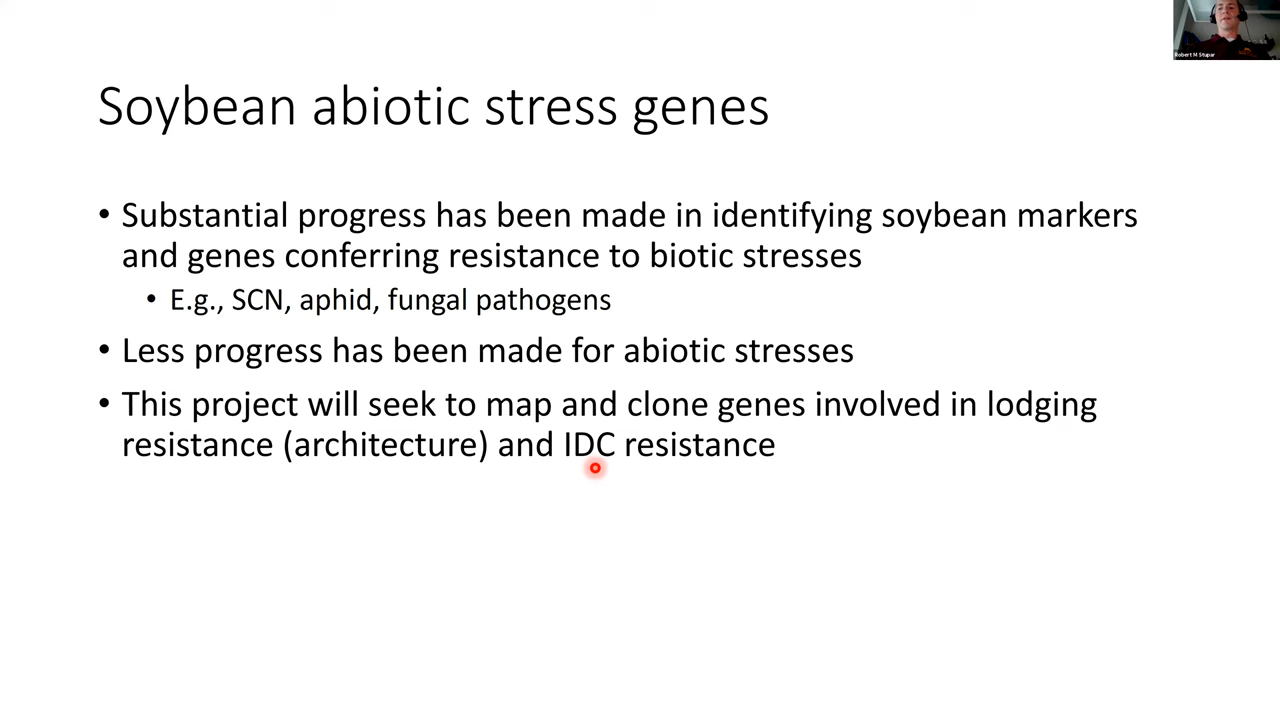 Robert M Stupar
Soybean abiotic stress genes
• Substantial progress has been made in identifying soybean markers
and genes conferring resistance to biotic stresses
• E.g., SCN, aphid, fungal pathogens
• Less progress has been made for abiotic stresses
• This project will seek to map and clone genes involved in lodging
resistance (architecture) and IDC resistance